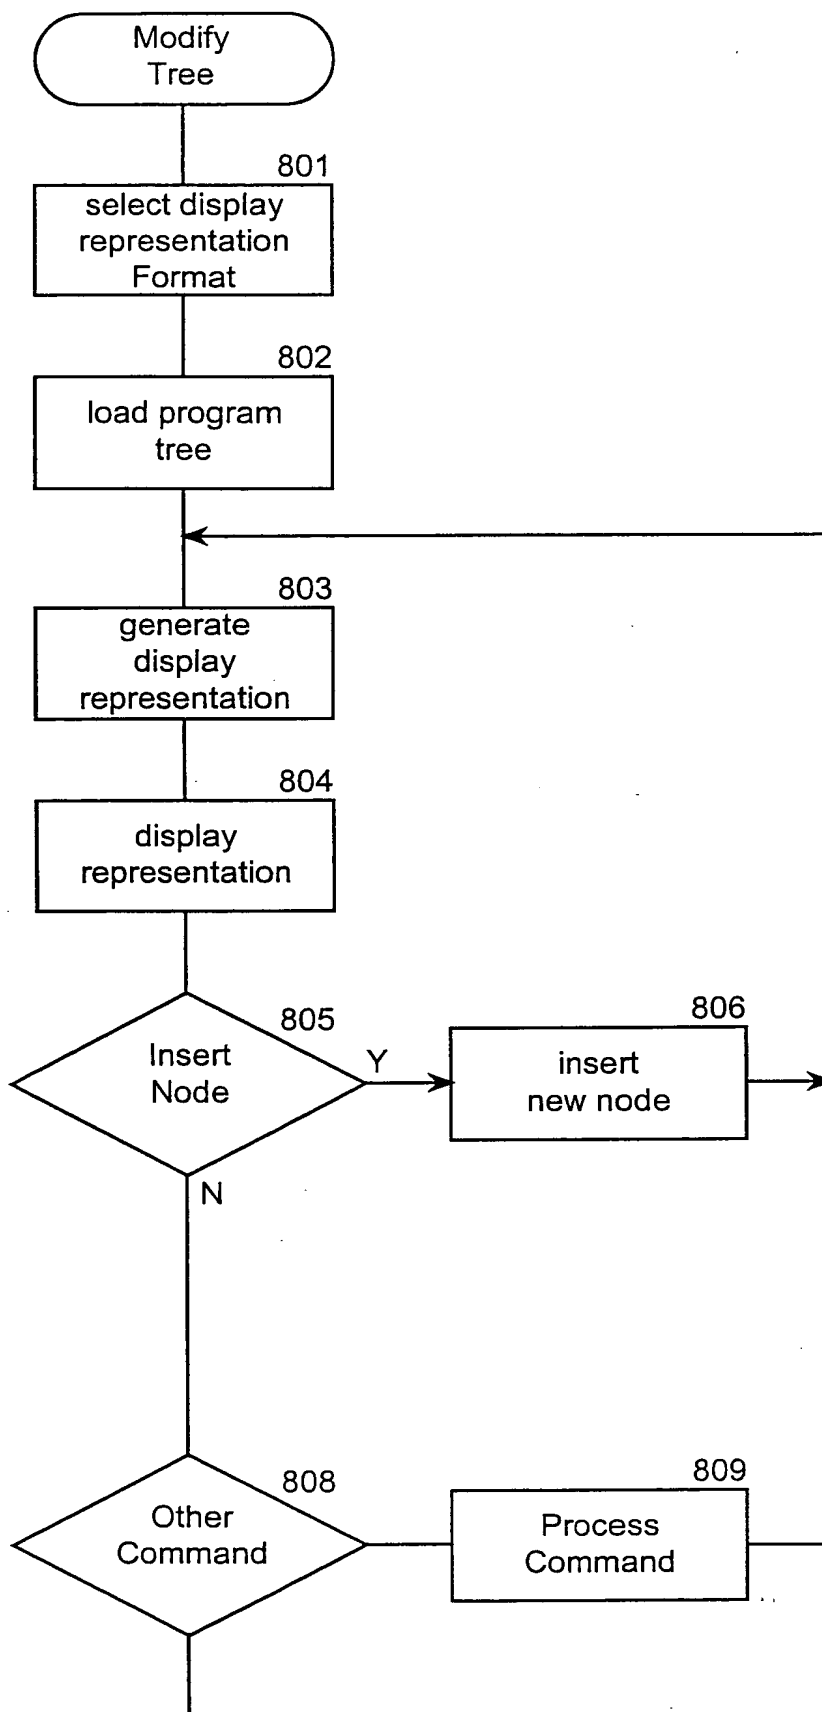 Modify
Tree
801
select display
representation
Format
802
load program
tree
803
generate
display
representation
804
display
representation
805
Insert
Node
Y
806
insert
new node
N
808
Other
Command
809
Process
Command